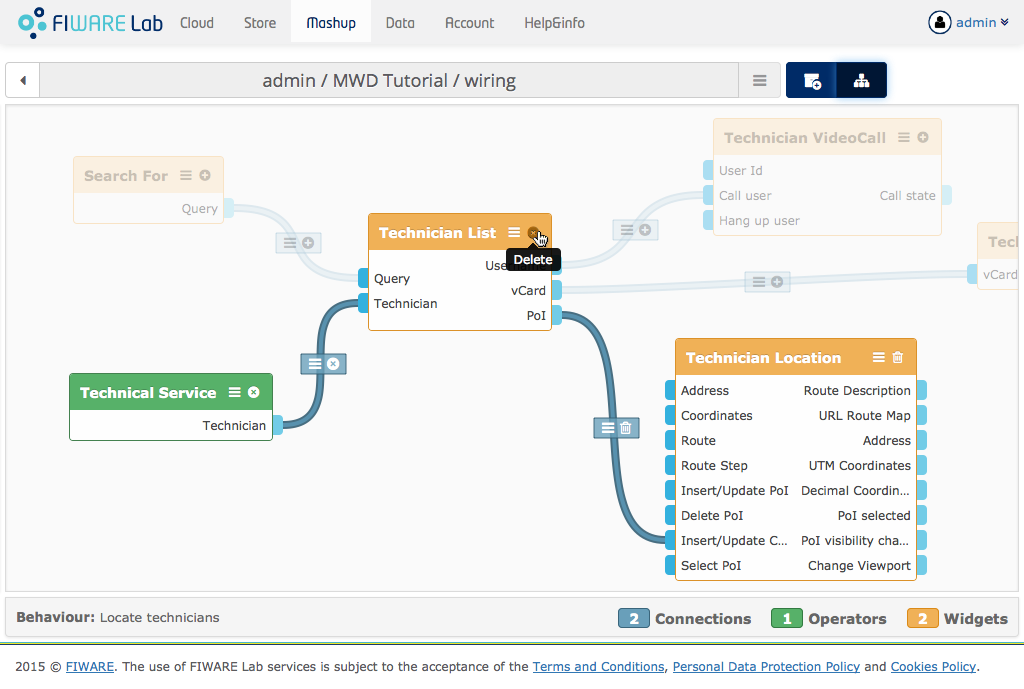 FIWARE Lab Cloud Store Mashup Data Account Help&info admin
admin / MWD Tutorial / wiring
Technician VideoCall
User Id
Call user Call state
Hang up user
Search For
Query
Technician List
Delete
Query
vCard
Technician
PoI
Tech
vCard
Technician Location
Address Route Description
Coordinates URL Route Map
Route Address
Route Step UTM Coordinates
Insert/Update PoI Decimal Coordin...
Delete PoI PoI selected
Insert/Update C... PoI visibility cha...
Select PoI Change Viewport
Technical Service
Technician
Behaviour: Locate technicians 2 Connections 1 Operators 2 Widgets
2015 © FIWARE. The use of FIWARE Lab services is subject to the acceptance of the Terms and Conditions, Personal Data Protection Policy and Cookies Policy.